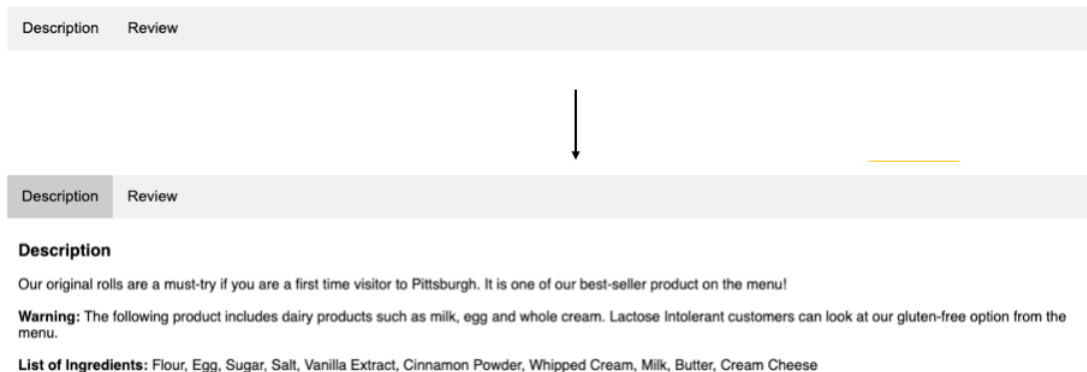 Description Review
Description Review
Description
Our original rolls are a must-try if you are a first time visitor to Pittsburgh. It is one of our best-seller product on the menu!
Warning: The following product includes dairy products such as milk, egg and whole cream. Lactose Intolerant customers can look at our gluten-free option from the
menu.
List of Ingredients: Flour, Egg, Sugar, Salt, Vanilla Extract, Cinnamon Powder, Whipped Cream, Milk, Butter, Cream Cheese